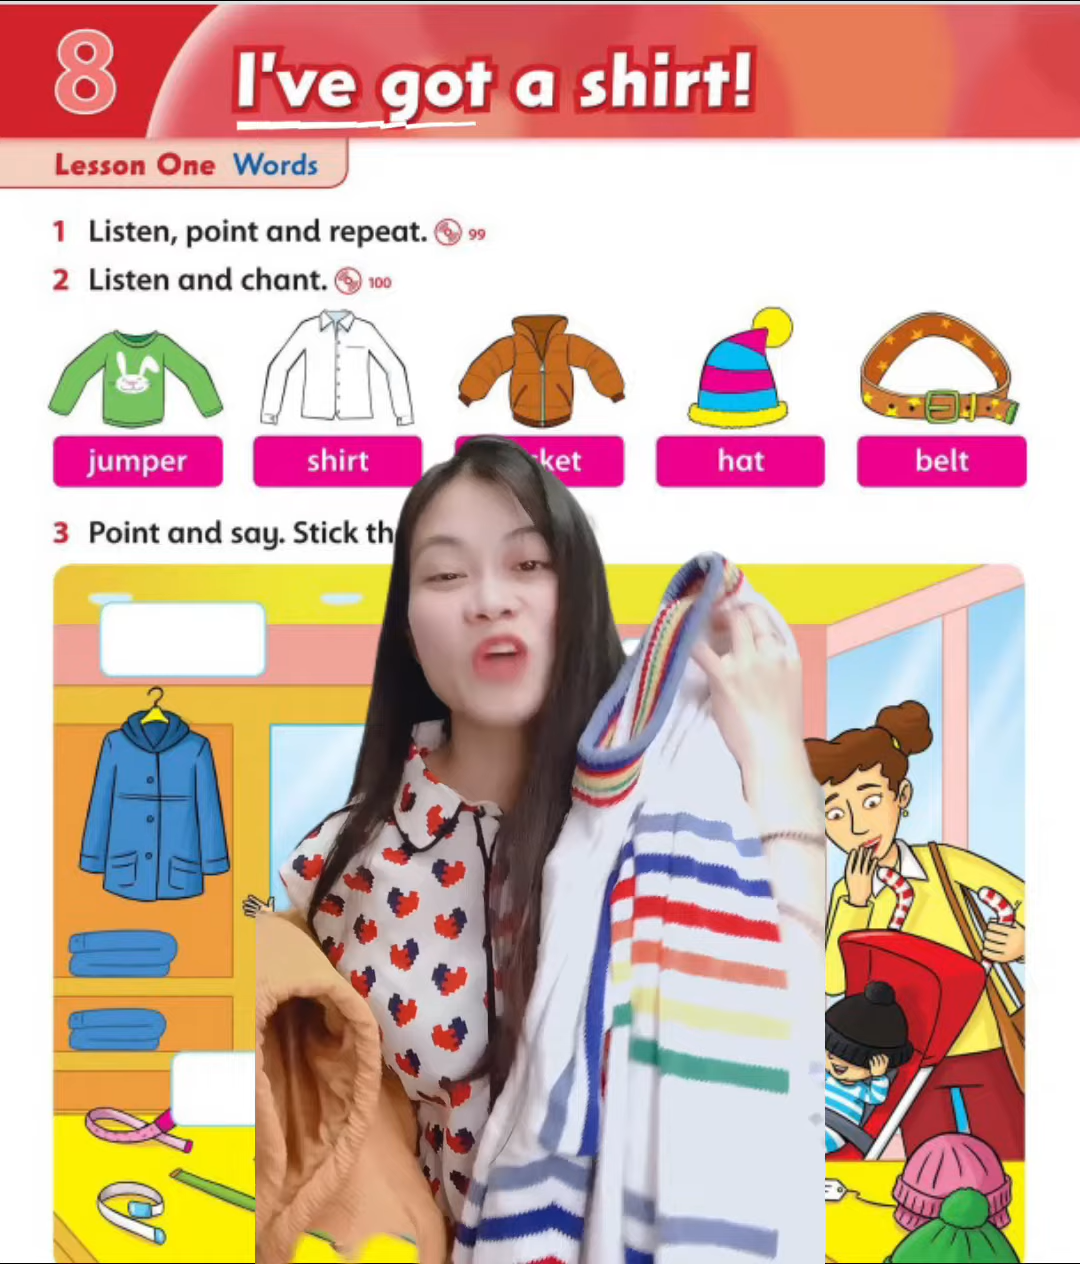 8
I've got a shirt!
Lesson One Words
1 Listen, point and repeat. 99
2 Listen and chant. 100
jumper shirt hat belt
3 Point and say. Stick